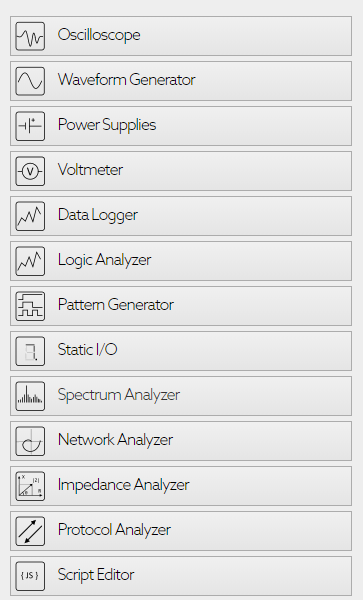 Oscilloscope
Waveform Generator
Power Supplies
V Voltmeter
Data Logger
Logic Analyzer
Pattern Generator
Static I/O
Spectrum Analyzer
Network Analyzer
Impedance Analyzer
Protocol Analyzer
{JS} Script Editor